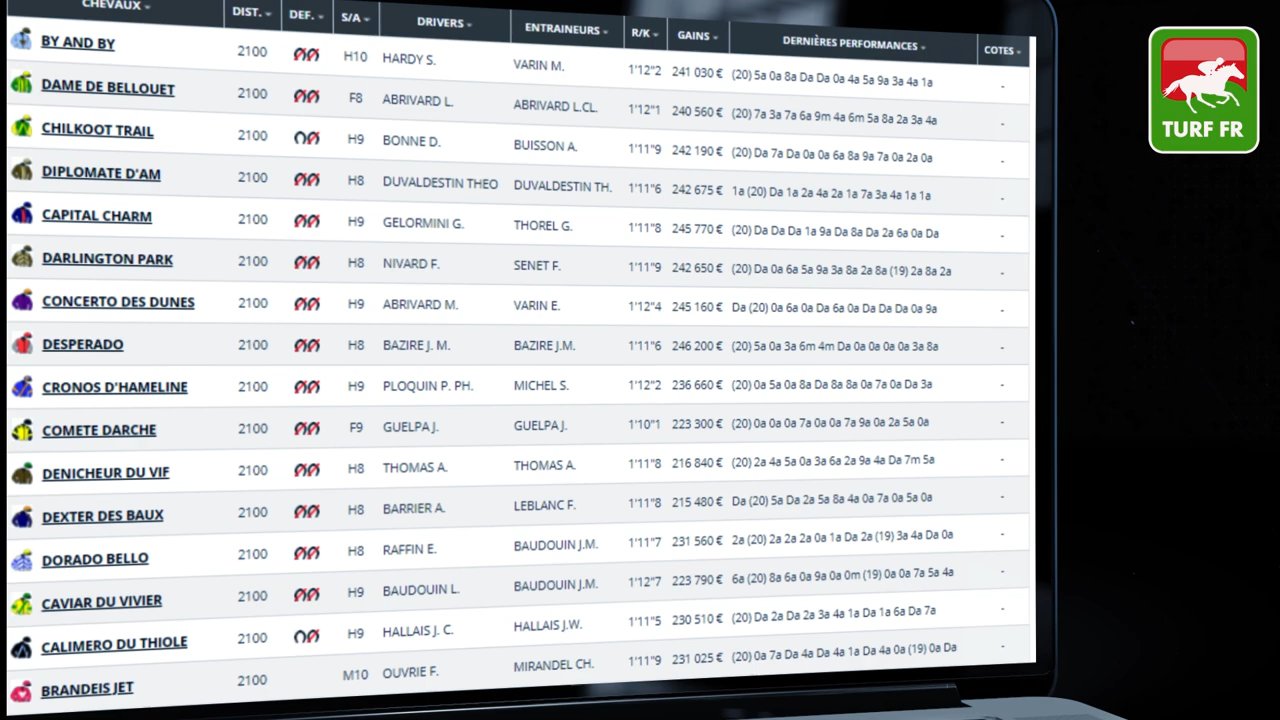 CHEVAUX DIST. DEF. S/A DRIVERS ENTRAINEURS R/K GAINS DERNIÈRES PERFORMANCES COTES
BY AND BY 2100 H10 HARDY S. VARIN M. 1'12"2 241 030 € (20) 5a 0a 8a Da Da 0a 4a 5a 9a 3a 4a 1a -
DAME DE BELLOUET 2100 F8 ABRIVARD L. ABRIVARD L.CL. 1'12"1 240 560 € (20) 7a 3a 7a 6a 9m 4a 6m 5a 8a 2a 3a 4a -
CHILKOOT TRAIL 2100 H9 BONNE D. BUISSON A. 1'11"9 242 190 € (20) Da 7a Da 0a 0a 6a 8a 9a 7a 0a 2a 0a -
DIPLOMATE D'AM 2100 H8 DUVALDESTIN THEO DUVALDESTIN TH. 1'11"6 242 675 € 1a (20) Da 1a 2a 4a 2a 1a 7a 3a 4a 1a 1a -
CAPITAL CHARM 2100 H9 GELORMINI G. THOREL G. 1'11"8 245 770 € (20) Da Da Da 1a 9a Da 8a Da 2a 6a 0a Da -
DARLINGTON PARK 2100 H8 NIVARD F. SENET F. 1'11"9 242 650 € (20) Da 0a 6a 5a 9a 3a 8a 2a 8a (19) 2a 8a 2a -
CONCERTO DES DUNES 2100 H9 ABRIVARD M. VARIN E. 1'12"4 245 160 € Da (20) 0a 6a 0a Da 6a 0a Da Da Da 0a 9a -
DESPERADO 2100 H8 BAZIRE J. M. BAZIRE J.M. 1'11"6 246 200 € (20) 5a 0a 3a 6m 4m Da 0a 0a 0a 0a 3a 8a -
CRONOS D'HAMELINE 2100 H9 PLOQUIN P. PH. MICHEL S. 1'12"2 236 660 € (20) 0a 5a 0a 8a Da 8a 8a 0a 7a 0a Da 3a -
COMETE DARCHE 2100 F9 GUELPA J. GUELPA J. 1'10"1 223 300 € (20) 0a 0a 0a 7a 0a 0a 7a 9a 0a 2a 5a 0a -
DENICHEUR DU VIF 2100 H8 THOMAS A. THOMAS A. 1'11"8 216 840 € (20) 2a 4a 5a 0a 3a 6a 2a 9a 4a Da 7m 5a -
DEXTER DES BAUX 2100 H8 BARRIER A. LEBLANC F. 1'11"8 215 480 € Da (20) 5a Da 2a 5a 8a 4a 0a 7a 0a 5a 0a -
DORADO BELLO 2100 H8 RAFFIN E. BAUDOUIN J.M. 1'11"7 231 560 € 2a (20) 2a 2a 2a 0a 1a Da 2a (19) 3a 4a Da 0a -
CAVIAR DU VIVIER 2100 H9 BAUDOUIN L. BAUDOUIN J.M. 1'12"7 223 790 € 6a (20) 8a 6a 0a 9a 0a 0m (19) 0a 0a 7a 5a 4a -
CALIMERO DU THIOLE 2100 H9 HALLAIS J. C. HALLAIS J.W. 1'11"5 230 510 € (20) Da 2a Da 2a 3a 4a 1a Da 1a 6a Da 7a -
BRANDEIS JET 2100 M10 OUVRIE F. MIRANDEL CH. 1'11"9 231 025 € (20) 0a 7a Da 4a Da 4a 1a Da 4a 0a (19) 0a Da -
TURF FR